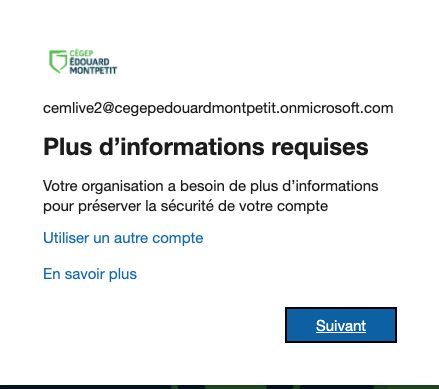 CÉGEP
ÉDOUARD
MONTPETIT
cemlive2@cegepedouardmontpetit.onmicrosoft.com
Plus d’informations requises
Votre organisation a besoin de plus d’informations
pour préserver la sécurité de votre compte
Utiliser un autre compte
En savoir plus
Suivant